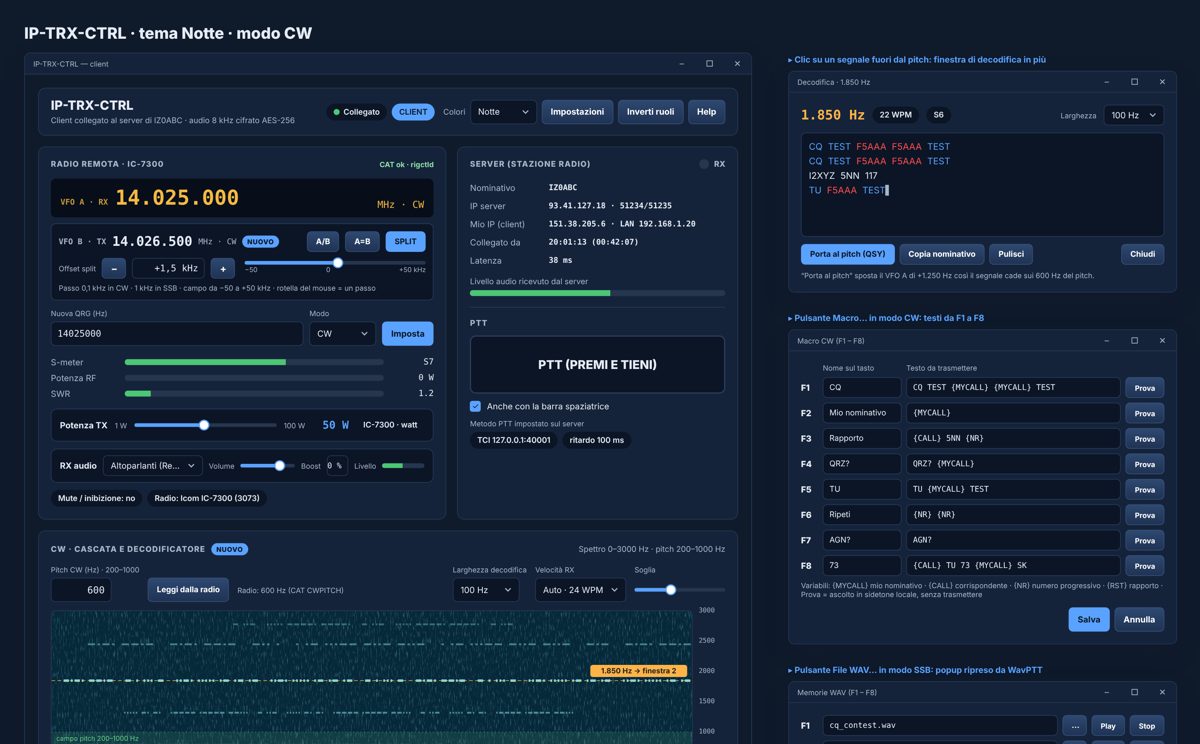 IP-TRX-CTRL · tema Notte · modo CW
IP-TRX-CTRL — client
IP-TRX-CTRL
Client collegato al server di IZ0ABC · audio 8 kHz cifrato AES-256
Collegato
CLIENT
Colori
Notte
Impostazioni
Inverti ruoli
Help
RADIO REMOTA · IC-7300
CAT ok · rigctld
VFO A · RX 14.025.000 MHz · CW
VFO B · TX 14.026.500 MHz · CW NUOVO
A/B
A=B
SPLIT
Offset split
−
+1,5 kHz
+
−50
0
+50 kHz
Passo 0,1 kHz in CW · 1 kHz in SSB · campo da −50 a +50 kHz · rotella del mouse = un passo
Nuova QRG (Hz)
Modo
14025000
CW
Imposta
S-meter
S7
Potenza RF
0 W
SWR
1.2
Potenza TX
1 W
100 W
50 W
IC-7300 · watt
RX audio
Altoparlanti (Re...
Volume
Boost
0 %
Livello
Mute / inibizione: no
Radio: Icom IC-7300 (3073)
SERVER (STAZIONE RADIO)
RX
Nominativo IZ0ABC
IP server 93.41.127.18 · 51234/51235
Mio IP (client) 151.38.205.6 · LAN 192.168.1.20
Collegato da 20:01:13 (00:42:07)
Latenza 38 ms
Livello audio ricevuto dal server
PTT
PTT (PREMI E TIENI)
Anche con la barra spaziatrice
Metodo PTT impostato sul server
TCI 127.0.0.1:40001
ritardo 100 ms
CW · CASCATA E DECODIFICATORE NUOVO
Spettro 0–3000 Hz · pitch 200–1000 Hz
Pitch CW (Hz) · 200–1000
600
Leggi dalla radio
Radio: 600 Hz (CAT CWPITCH)
Larghezza decodifica
100 Hz
Velocità RX
Auto · 24 WPM
Soglia
3000
2500
2000
1500
1000
1.850 Hz → finestra 2
campo pitch 200–1000 Hz
▸ Clic su un segnale fuori dal pitch: finestra di decodifica in più
Decodifica · 1.850 Hz
1.850 Hz
22 WPM
S6
Larghezza
100 Hz
CQ TEST F5AAA F5AAA TEST
CQ TEST F5AAA F5AAA TEST
I2XYZ 5NN 117
TU F5AAA TEST
Porta al pitch (QSY)
Copia nominativo
Pulisci
Chiudi
"Porta al pitch" sposta il VFO A di +1.250 Hz così il segnale cade sui 600 Hz del pitch.
▸ Pulsante Macro… in modo CW: testi da F1 a F8
Macro CW (F1 – F8)
Nome sul tasto
Testo da trasmettere
F1 CQ CQ TEST {MYCALL} {MYCALL} TEST Prova
F2 Mio nominativo {MYCALL} Prova
F3 Rapporto {CALL} 5NN {NR} Prova
F4 QRZ? QRZ? {MYCALL} Prova
F5 TU TU {MYCALL} TEST Prova
F6 Ripeti {NR} {NR} Prova
F7 AGN? AGN? Prova
F8 73 {CALL} TU 73 {MYCALL} SK Prova
Variabili: {MYCALL} mio nominativo · {CALL} corrispondente · {NR} numero progressivo · {RST} rapporto ·
Prova = ascolto in sidetone locale, senza trasmettere
Salva
Annulla
▸ Pulsante File WAV… in modo SSB: popup ripreso da WavPTT
Memorie WAV (F1 – F8)
F1 cq_contest.wav ... Play Stop